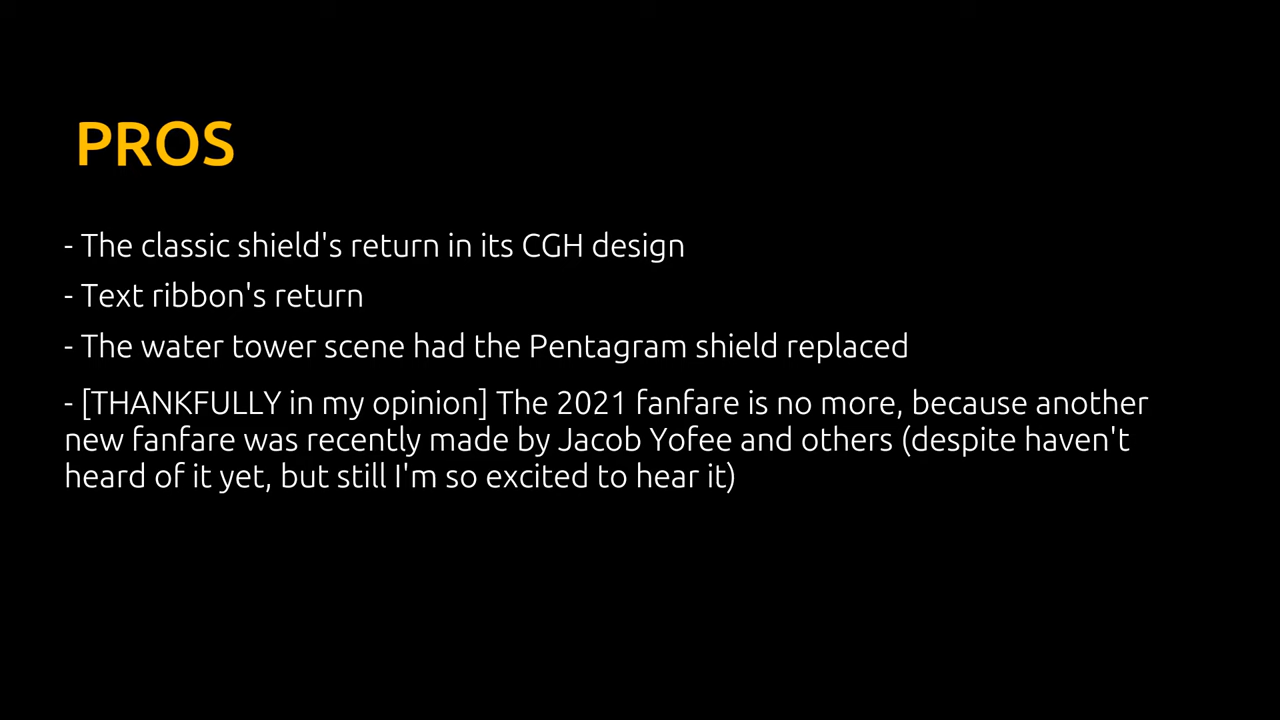 PROS
- The classic shield's return in its CGH design
- Text ribbon's return
- The water tower scene had the Pentagram shield replaced
- [THANKFULLY in my opinion] The 2021 fanfare is no more, because another
new fanfare was recently made by Jacob Yofee and others (despite haven't
heard of it yet, but still I'm so excited to hear it)